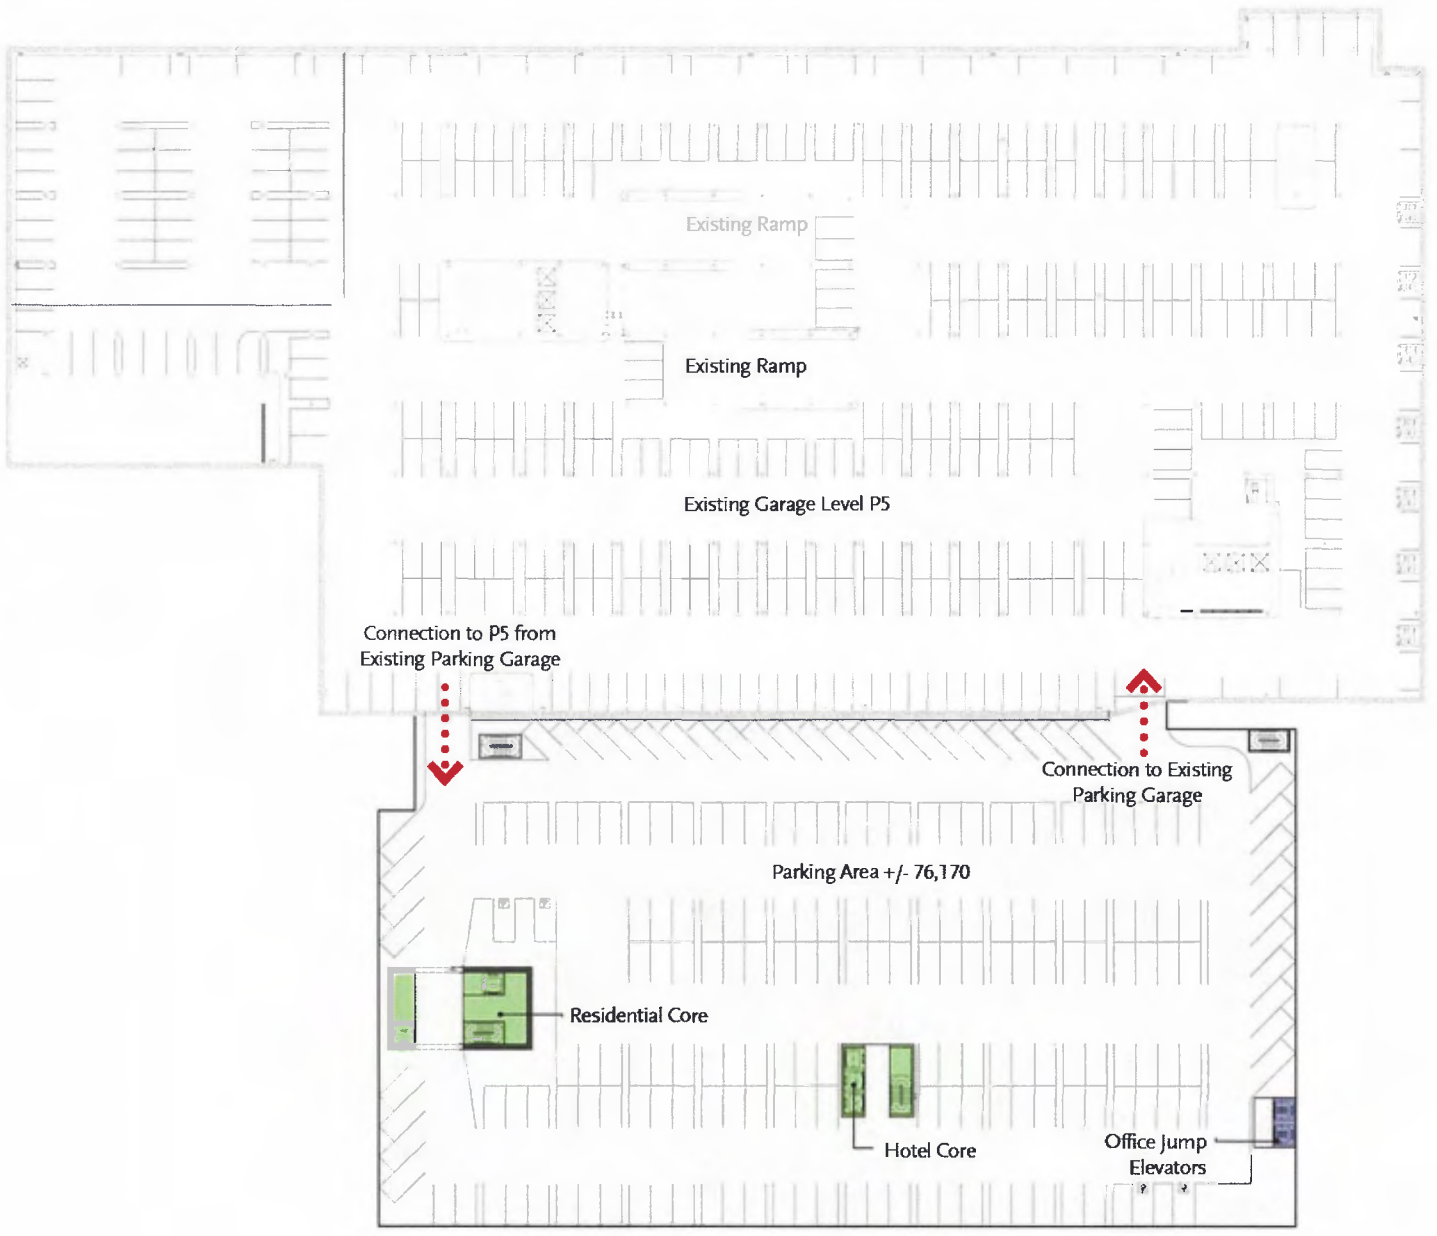 Existing Ramp
Existing Ramp
Existing Garage Level P5
Connection to P5 from
Existing Parking Garage
Connection to Existing
Parking Garage
Parking Area +/- 76,170
Residential Core
Hotel Core
Office Jump
Elevators